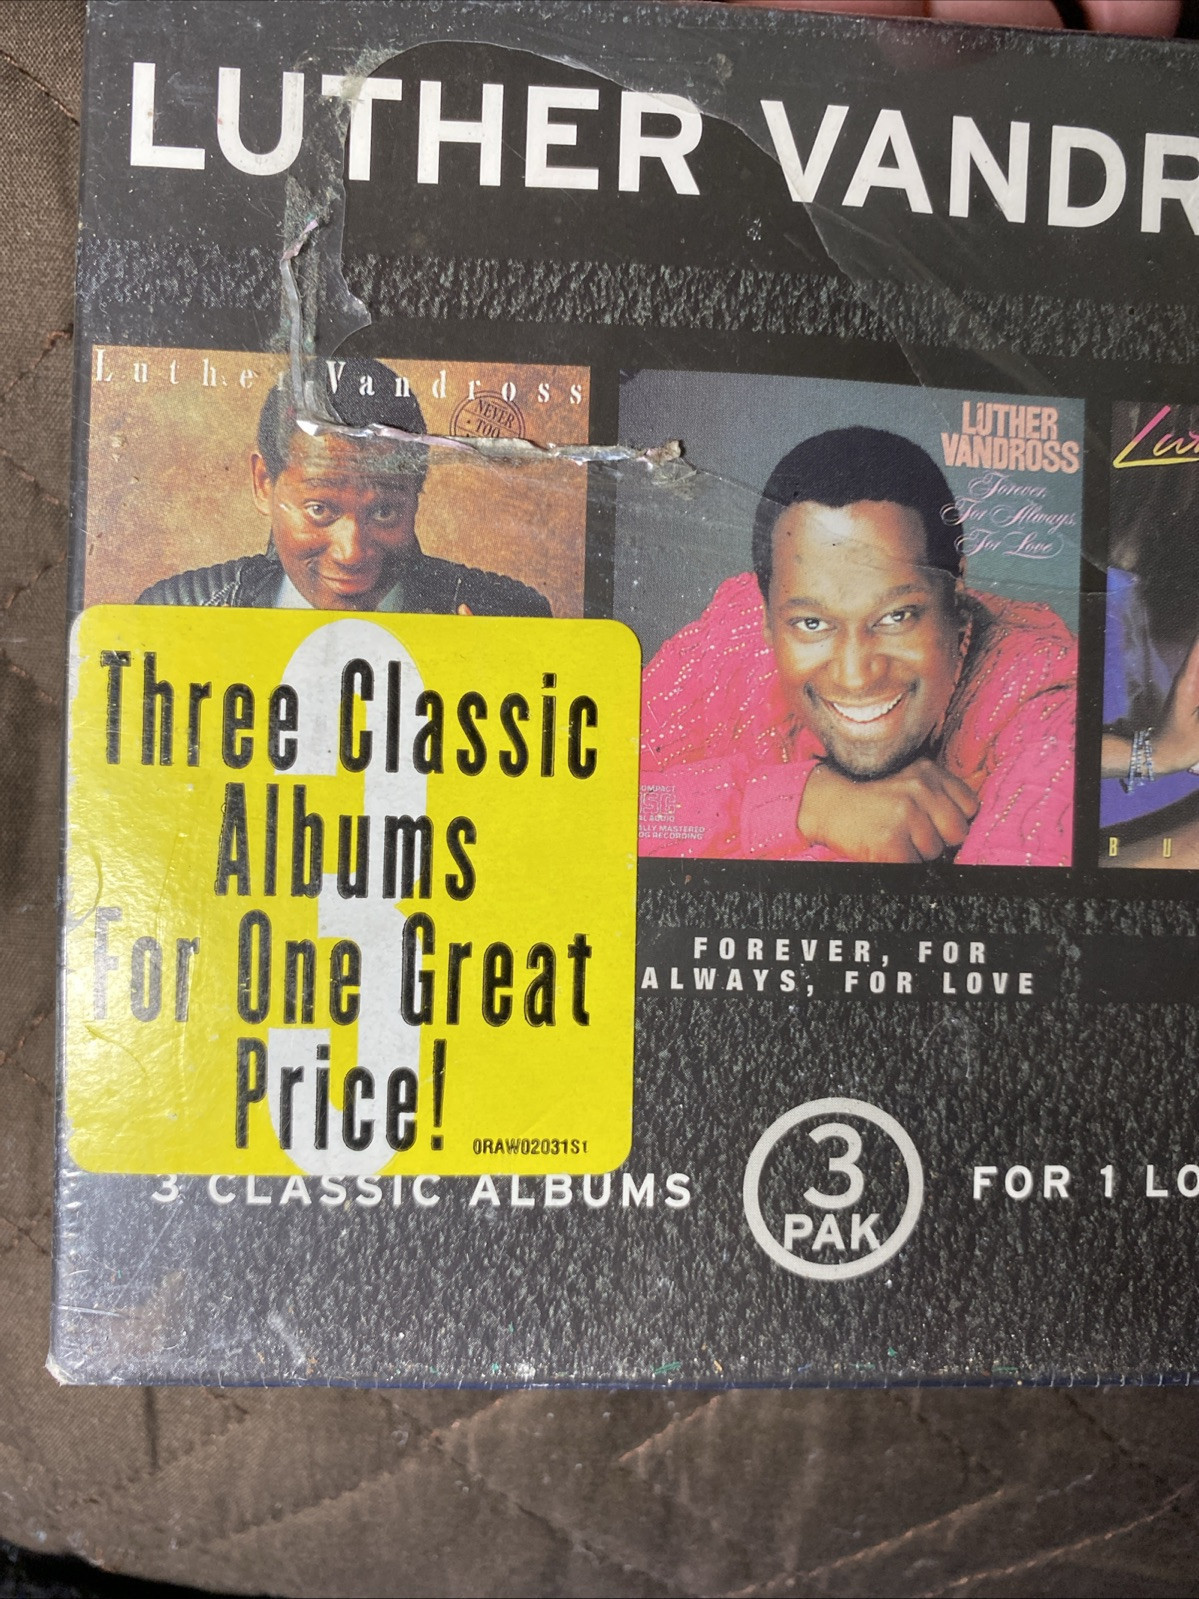 LUTHER VANDR
Luther Vandross
NEVER
TOO
LUTHER
VANDROSS
Forever,
For Always,
For Love
Three Classic
Albums
For One Great
Price!
0RAW02031S1
FOREVER, FOR
ALWAYS, FOR LOVE
3 CLASSIC ALBUMS
3
PAK
FOR 1 LO
B U